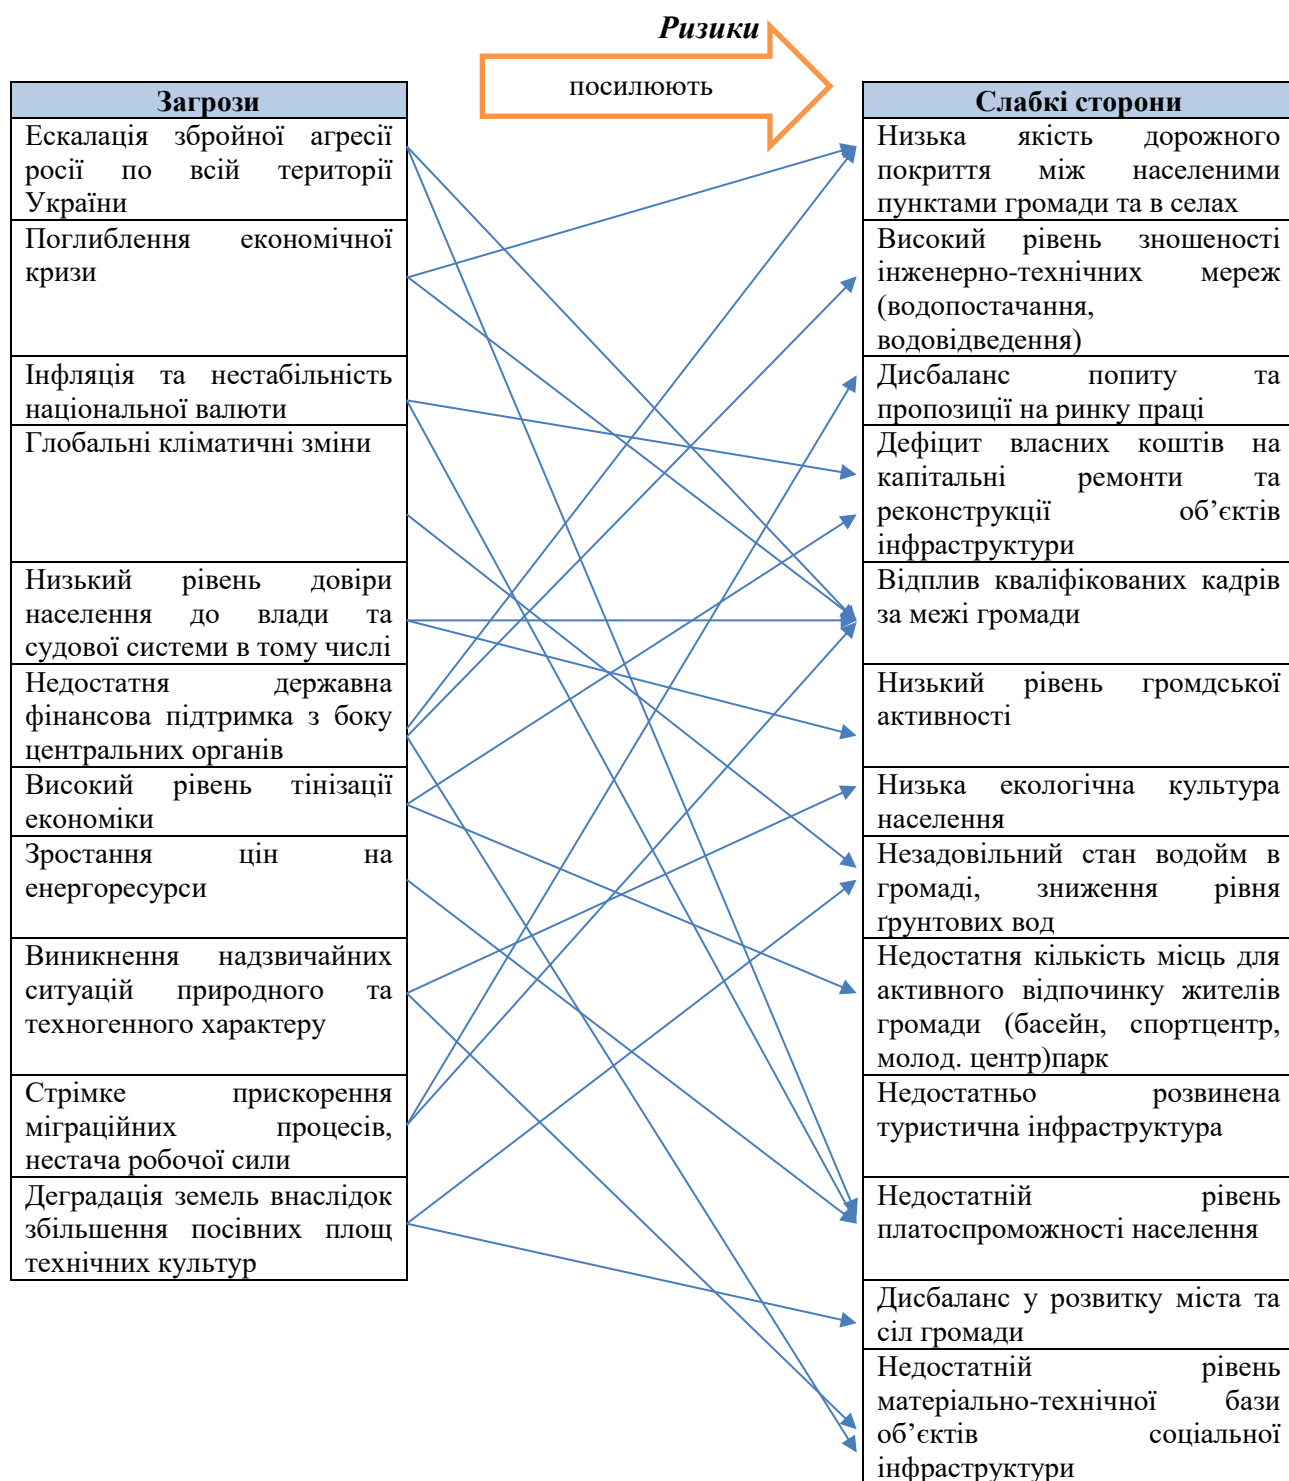 Ризики
посилюють
Загрози
Ескалація збройної агресії
росії по всій території
України
Поглиблення економічної
кризи
Інфляція та нестабільність
національної валюти
Глобальні кліматичні зміни
Низький рівень довіри
населення до влади та
судової системи в тому числі
Недостатня державна
фінансова підтримка з боку
центральних органів
Високий рівень тінізації
економіки
Зростання цін на
енергоресурси
Виникнення надзвичайних
ситуацій природного та
техногенного характеру
Стрімке прискорення
міграційних процесів,
нестача робочої сили
Деградація земель внаслідок
збільшення посівних площ
технічних культур
Слабкі сторони
Низька якість дорожного
покриття між населеними
пунктами громади та в селах
Високий рівень зношеності
інженерно-технічних мереж
(водопостачання,
водовідведення)
Дисбаланс попиту та
пропозиції на ринку праці
Дефіцит власних коштів на
капітальні ремонти та
реконструкції об’єктів
інфраструктури
Відплив кваліфікованих кадрів
за межі громади
Низький рівень громдської
активності
Низька екологічна культура
населення
Незадовільний стан водойм в
громаді, зниження рівня
ґрунтових вод
Недостатня кількість місць для
активного відпочинку жителів
громади (басейн, спортцентр,
молод. центр)парк
Недостатньо розвинена
туристична інфраструктура
Недостатній рівень
платоспроможності населення
Дисбаланс у розвитку міста та
сіл громади
Недостатній рівень
матеріально-технічної бази
об’єктів соціальної
інфраструктури